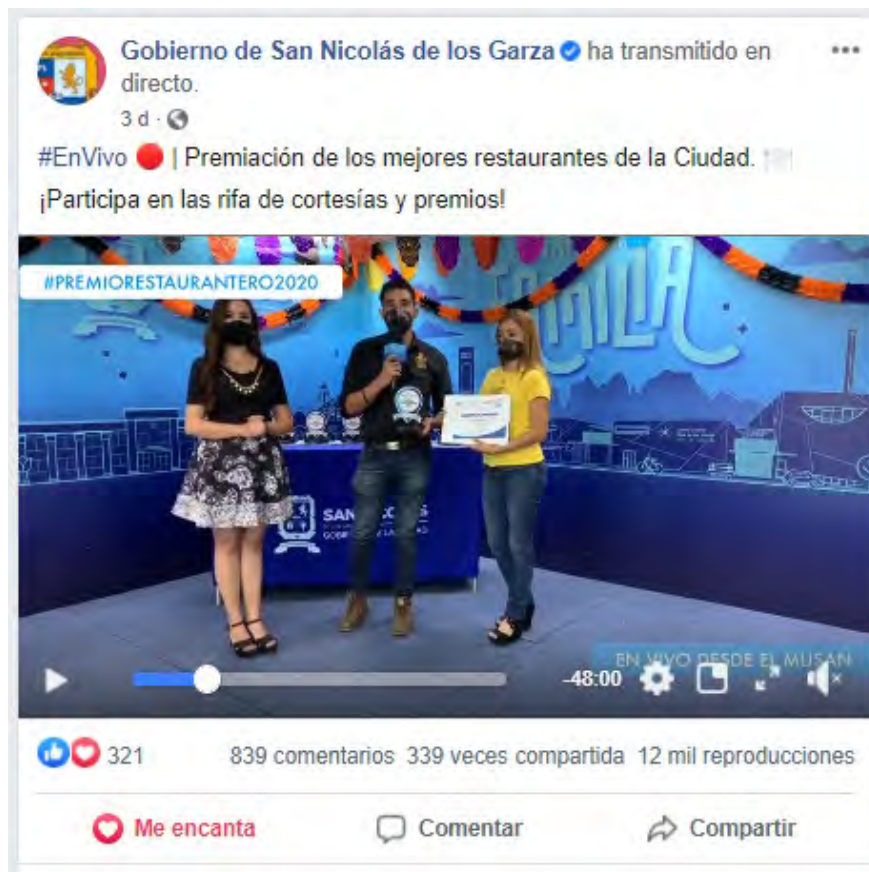 Gobierno de San Nicolás de los Garza ha transmitido en
directo.
3 d ·
#EnVivo | Premiación de los mejores restaurantes de la Ciudad.
¡Participa en las rifa de cortesías y premios!
#PREMIORESTAURANTERO2020
EN VIVO DESDE EL MUSAN
-48:00
321 839 comentarios 339 veces compartida 12 mil reproducciones
Me encanta Comentar Compartir